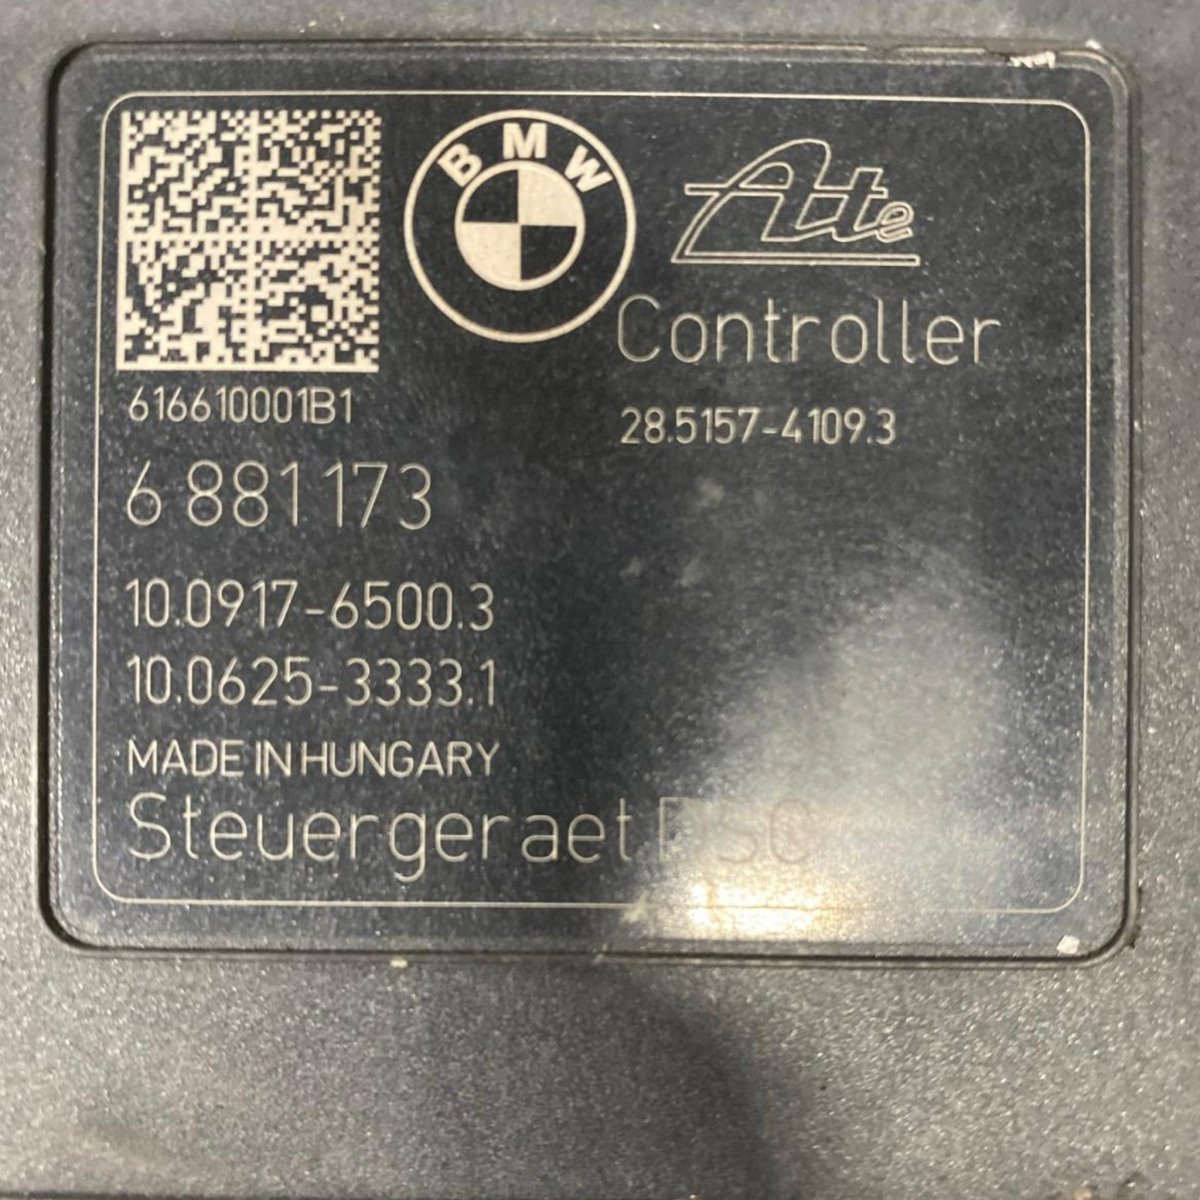 BMW
Ate
Controller
616610001B1
28.5157-4109.3
6 881 173
10.0917-6500.3
10.0625-3333.1
MADE IN HUNGARY
Steuergeraet DSC